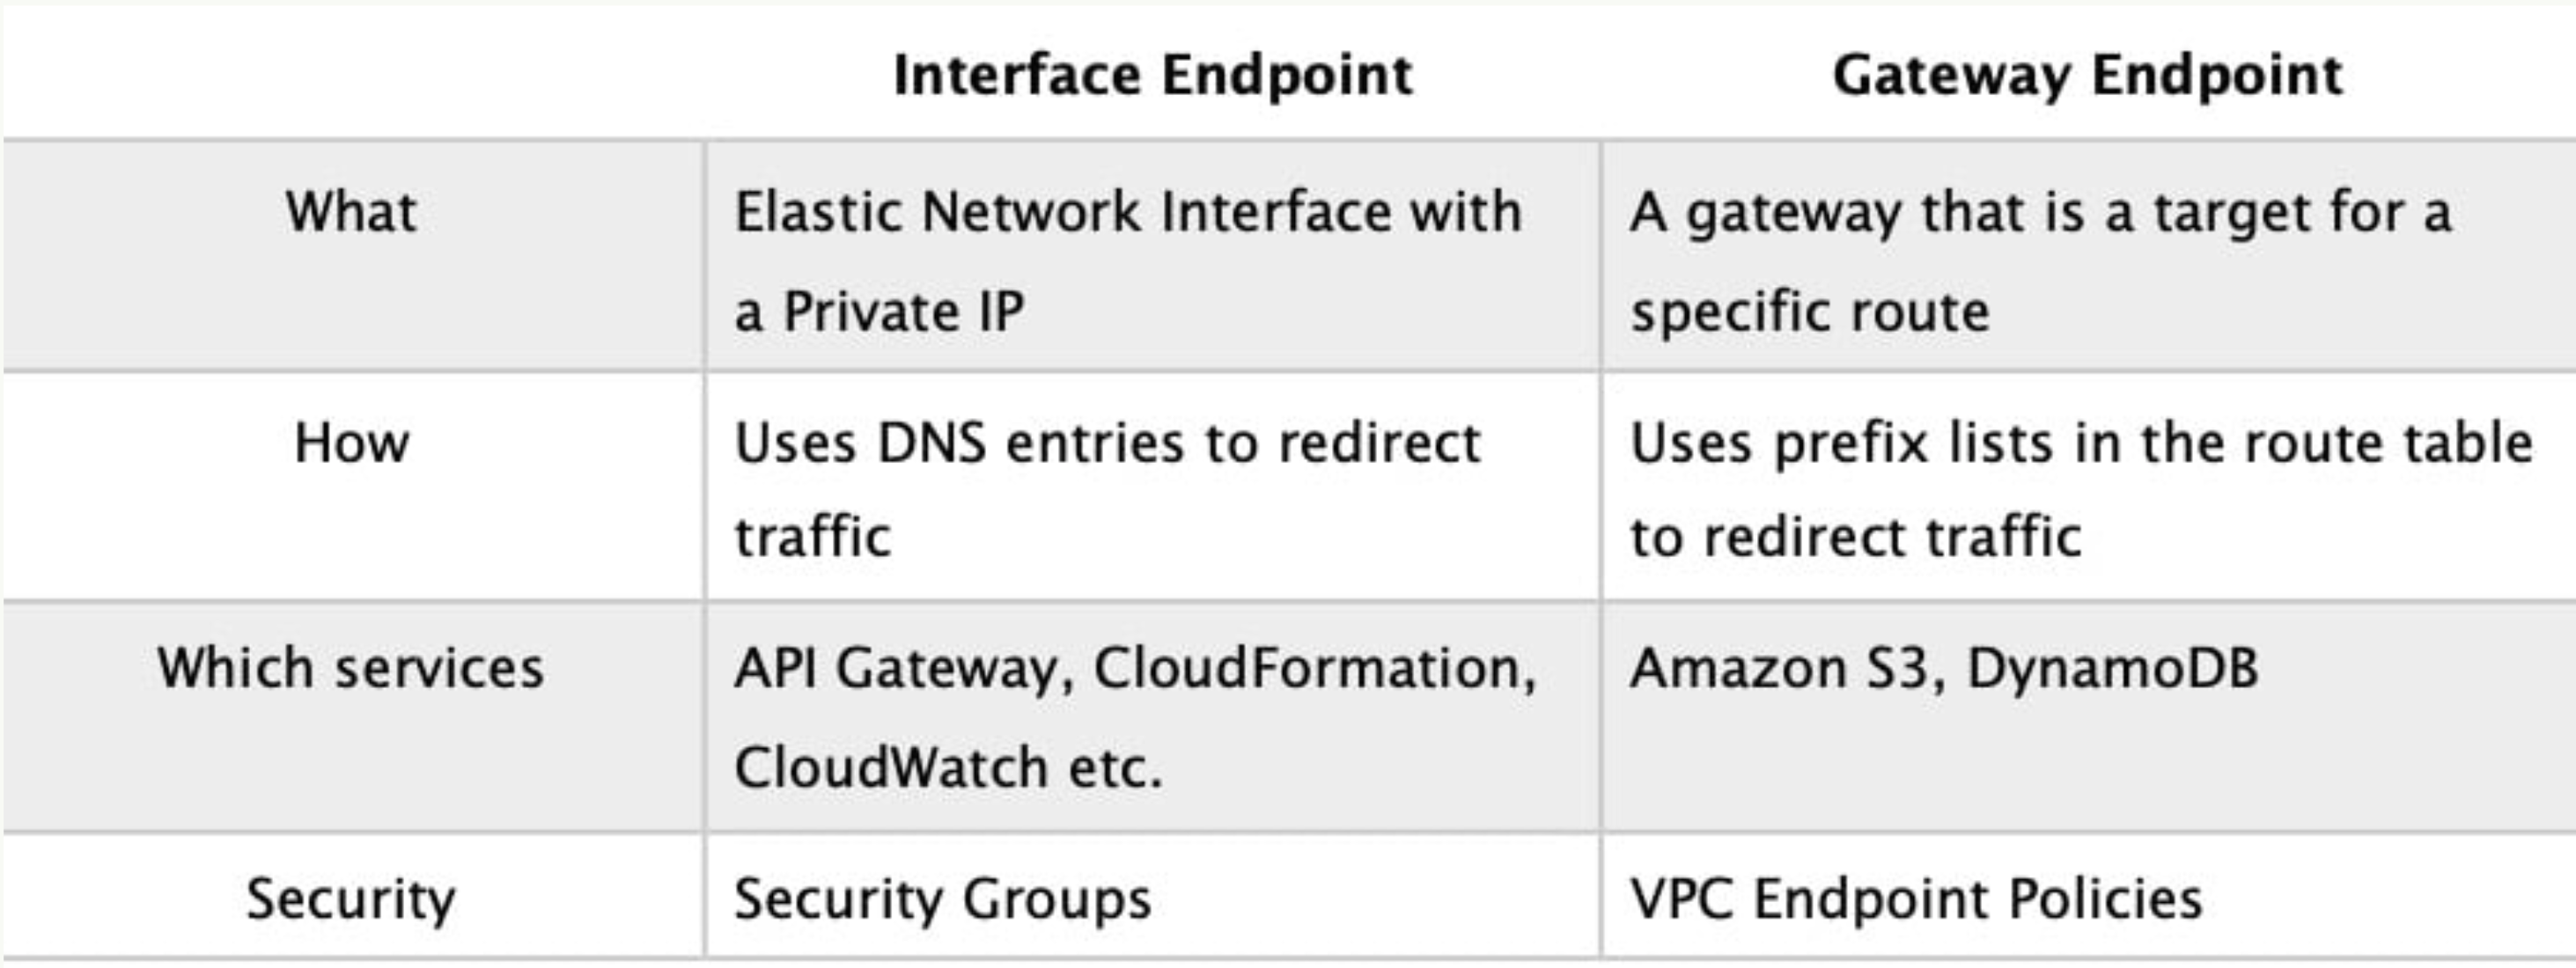 Interface Endpoint
Gateway Endpoint
What
Elastic Network Interface with
a Private IP
A gateway that is a target for a
specific route
How
Uses DNS entries to redirect
traffic
Uses prefix lists in the route table
to redirect traffic
Which services
API Gateway, CloudFormation,
CloudWatch etc.
Amazon S3, DynamoDB
Security
Security Groups
VPC Endpoint Policies